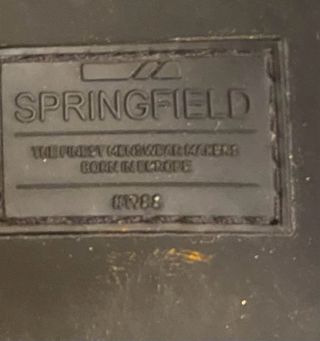 SPRINGFIELD
THE FINEST MENSWEAR MAKERS
BORN IN EUROPE